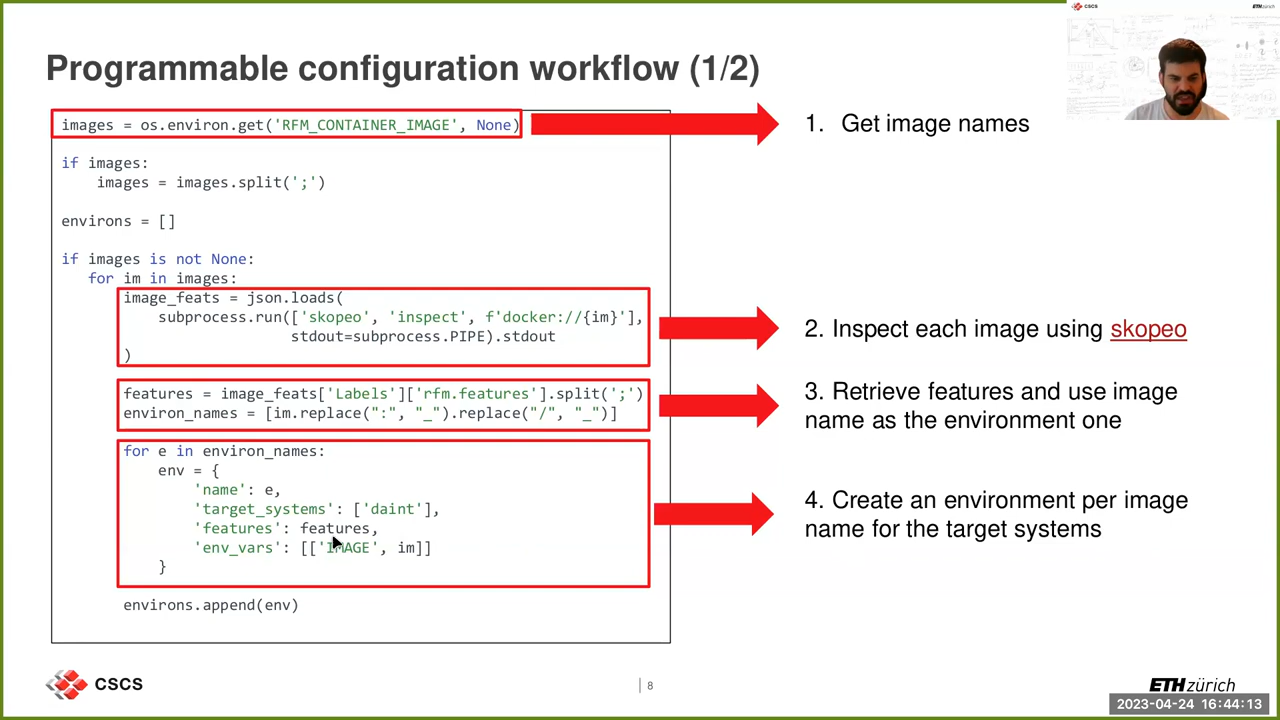 CSCS
ETHzürich
Programmable configuration workflow (1/2)
images = os.environ.get('RFM_CONTAINER_IMAGE', None)
if images:
    images = images.split(';')
environs = []
if images is not None:
    for im in images:
        image_feats = json.loads(
            subprocess.run(['skopeo', 'inspect', f'docker://{im}'],
                           stdout=subprocess.PIPE).stdout
        )
        features = image_feats['Labels']['rfm.features'].split(';')
        environ_names = [im.replace(":", "_").replace("/", "_")]
        for e in environ_names:
            env = {
                'name': e,
                'target_systems': ['daint'],
                'features': features,
                'env_vars': [['IMAGE', im]]
            }
        environs.append(env)
1. Get image names
2. Inspect each image using skopeo
3. Retrieve features and use image
name as the environment one
4. Create an environment per image
name for the target systems
CSCS
8
ETHzürich
2023-04-24 16:44:13